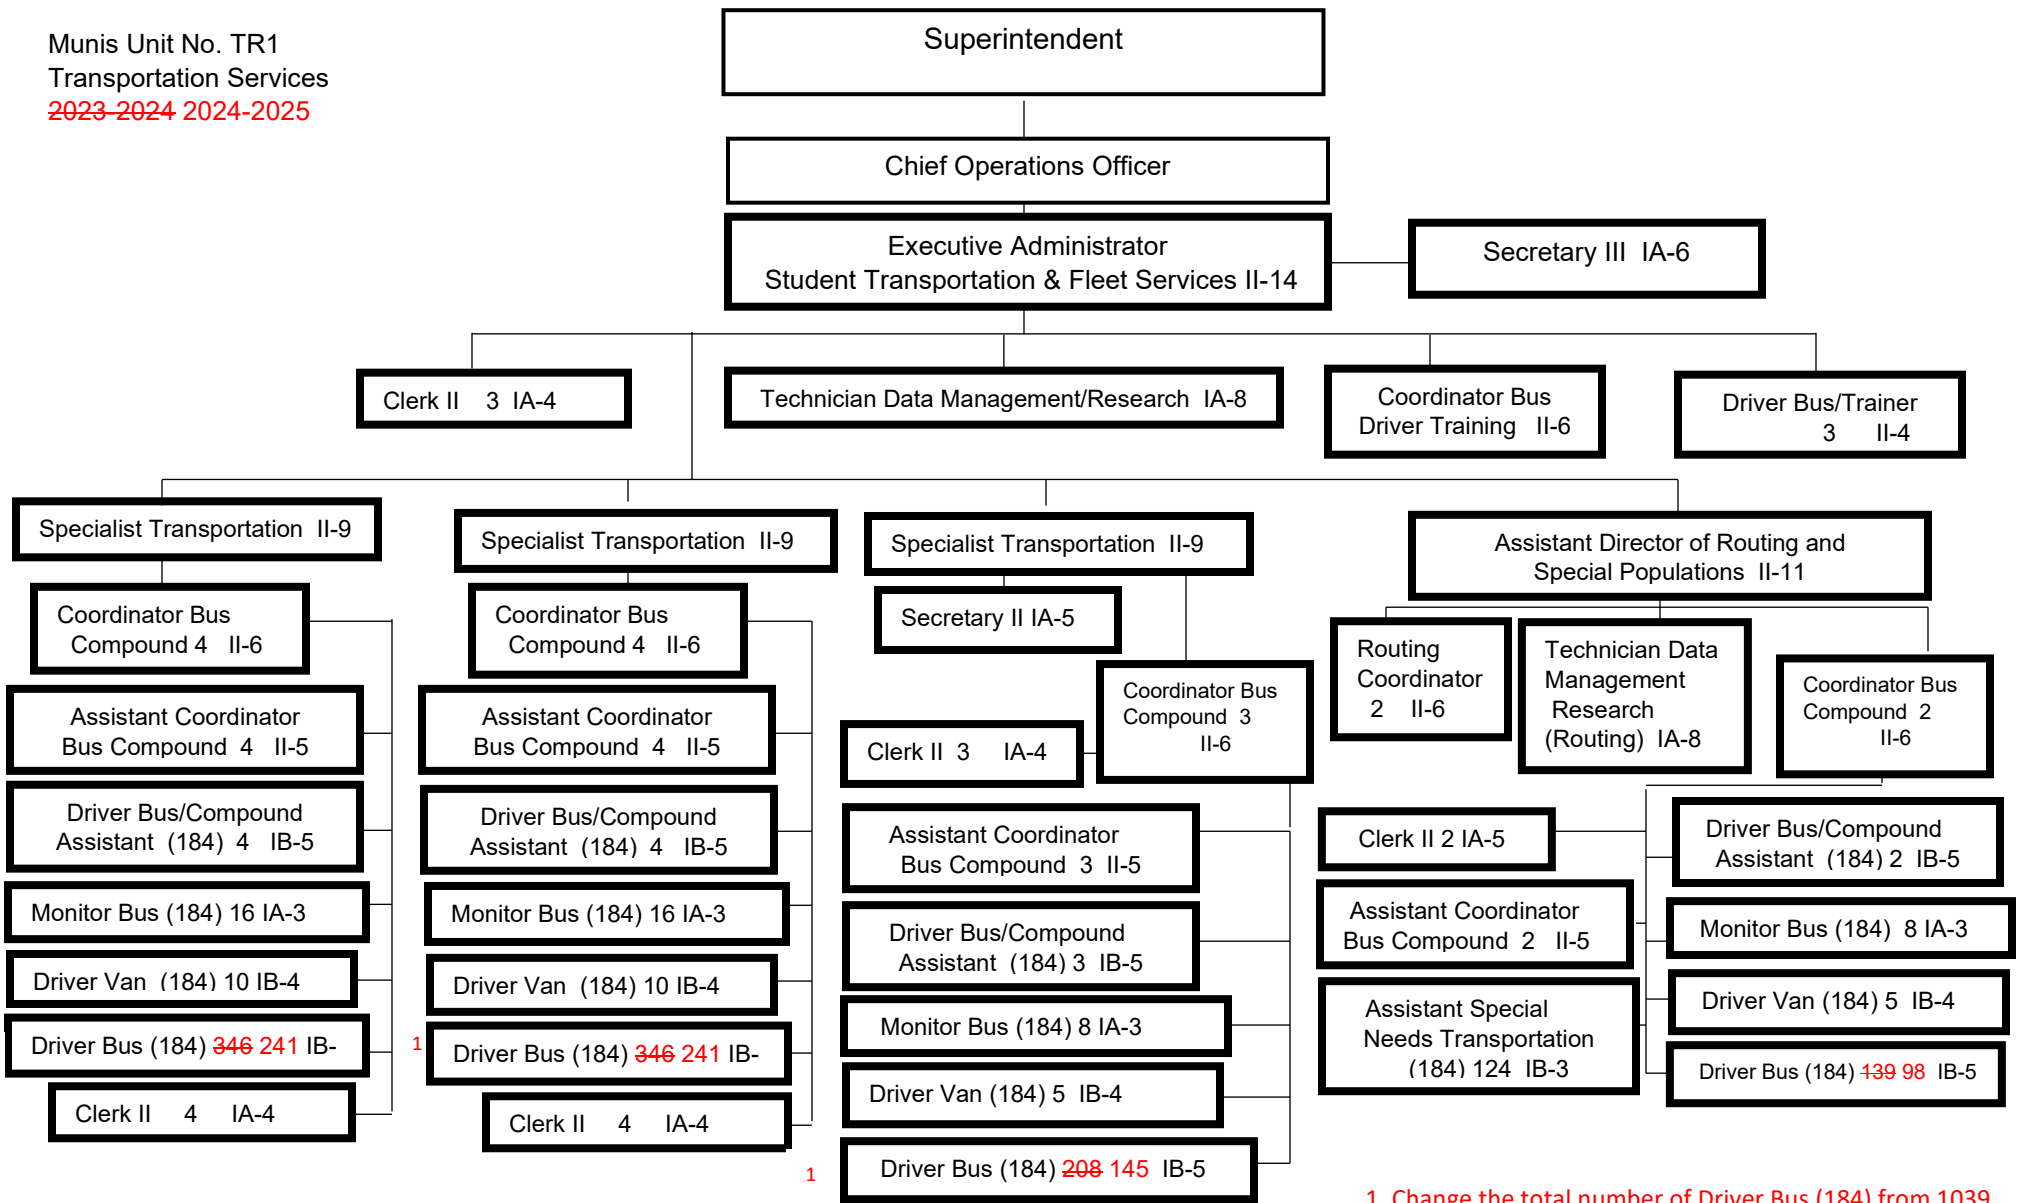 Munis Unit No. TR1
Transportation Services
2023-2024 2024-2025
Superintendent
Chief Operations Officer
Executive Administrator
Student Transportation & Fleet Services II-14
Secretary III IA-6
Clerk II 3 IA-4
Technician Data Management/Research IA-8
Coordinator Bus
Driver Training II-6
Driver Bus/Trainer
3 II-4
Specialist Transportation II-9
Coordinator Bus
Compound 4 II-6
Assistant Coordinator
Bus Compound 4 II-5
Driver Bus/Compound
Assistant (184) 4 IB-5
Monitor Bus (184) 16 IA-3
Driver Van (184) 10 IB-4
Driver Bus (184) 346 241 IB-
Clerk II 4 IA-4
Specialist Transportation II-9
Coordinator Bus
Compound 4 II-6
Assistant Coordinator
Bus Compound 4 II-5
Driver Bus/Compound
Assistant (184) 4 IB-5
Monitor Bus (184) 16 IA-3
Driver Van (184) 10 IB-4
1
Driver Bus (184) 346 241 IB-
Clerk II 4 IA-4
Specialist Transportation II-9
Secretary II IA-5
Coordinator Bus
Compound 3
II-6
Clerk II 3 IA-4
Assistant Coordinator
Bus Compound 3 II-5
Driver Bus/Compound
Assistant (184) 3 IB-5
Monitor Bus (184) 8 IA-3
Driver Van (184) 5 IB-4
1
Driver Bus (184) 208 145 IB-5
Assistant Director of Routing and
Special Populations II-11
Routing
Coordinator
2 II-6
Technician Data
Management
Research
(Routing) IA-8
Coordinator Bus
Compound 2
II-6
Clerk II 2 IA-5
Assistant Coordinator
Bus Compound 2 II-5
Assistant Special
Needs Transportation
(184) 124 IB-3
Driver Bus/Compound
Assistant (184) 2 IB-5
Monitor Bus (184) 8 IA-3
Driver Van (184) 5 IB-4
Driver Bus (184) 139 98 IB-5
1 Change the total number of Driver Bus (184) from 1039